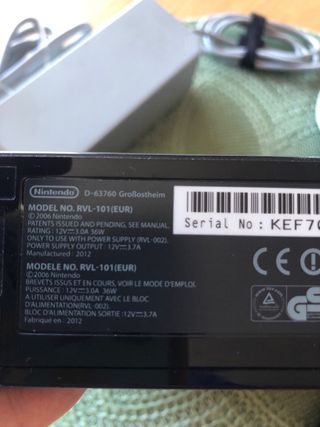 Nintendo D-63760 Großostheim
MODEL NO. RVL-101(EUR)
©2006 Nintendo
PATENTS ISSUED AND PENDING, SEE MANUAL.
RATING : 12V⎓3.0A 36W
ONLY TO USE WITH POWER SUPPLY (RVL-002).
POWER SUPPLY OUTPUT : 12V⎓3.7A
Manufactured : 2012
MODELE NO. RVL-101(EUR)
©2006 Nintendo
BREVETS ISSUS ET EN COURS, VOIR LE MODE D'EMPLOI.
PUISSANCE : 12V⎓3.0A 36W
A UTILISER UNIQUEMENT AVEC LE BLOC
D'ALIMENTATION(RVL-002).
BLOC D'ALIMENTATION SORTIE :12V⎓3.7A
Fabriqué en : 2012
Serial No: KEF70
CE